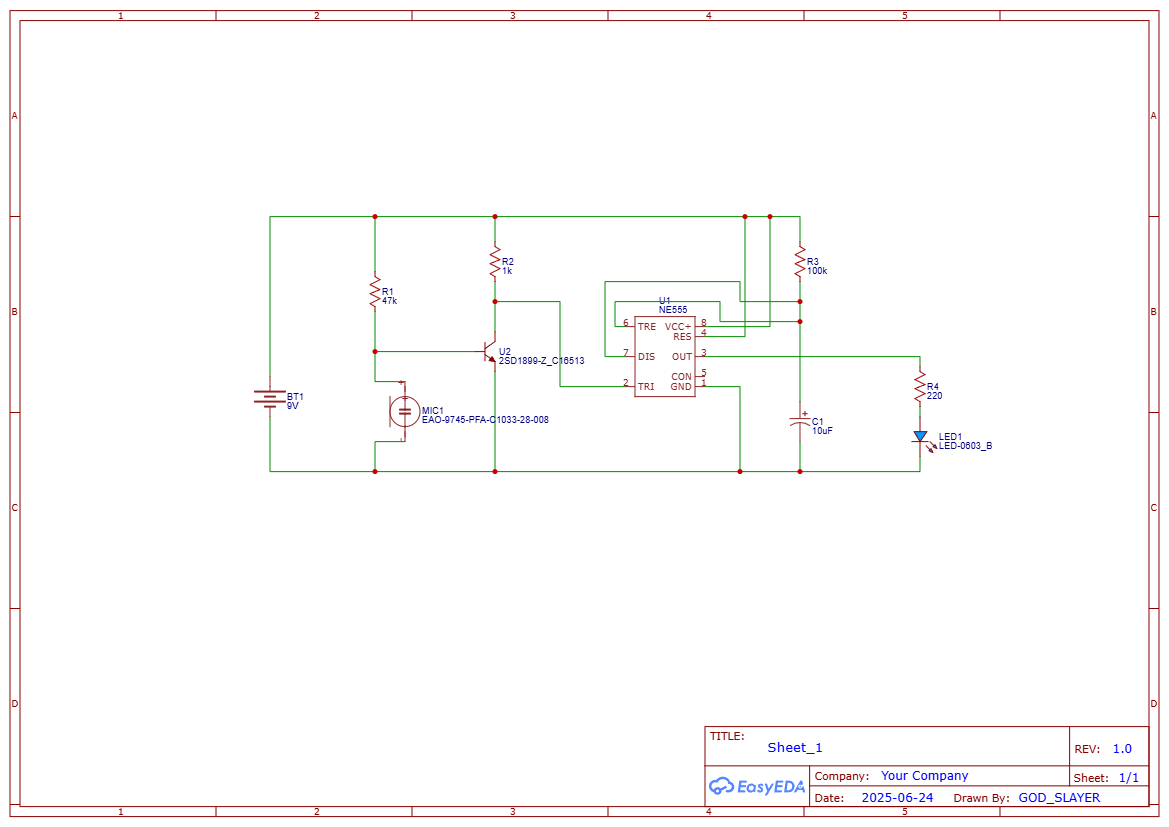 1 2 3 4 5
A A
R2
1k
R3
100k
R1
47k
U1
NE555
B B
6 TRE VCC+ 8
RES 4
7 DIS OUT 3
CON 5
2 TRI GND 1
U2
2SD1899-Z_C16513
R4
220
BT1
9V
+
MIC1
EAO-9745-PFA-C1033-28-008
+
C1
10uF
LED1
LED-0603_B
C C
D D
TITLE:
Sheet_1
REV: 1.0
EasyEDA
Company: Your Company
Sheet: 1/1
Date: 2025-06-24 Drawn By: GOD_SLAYER
1 2 3 4 5